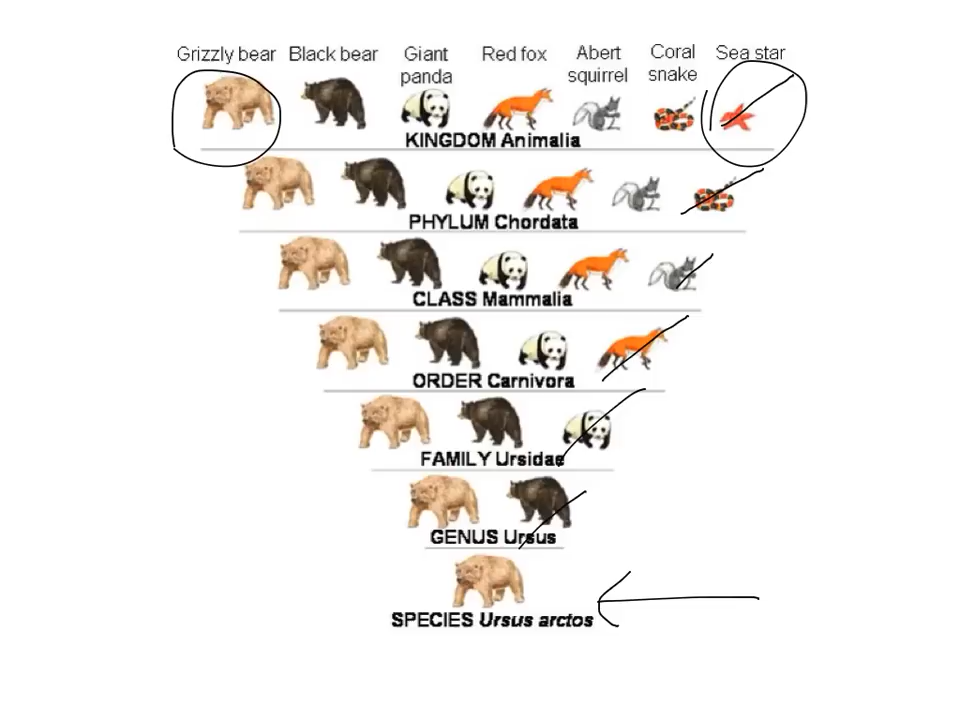 Grizzly bear Black bear Giant panda Red fox Abert squirrel Coral snake Sea star
KINGDOM Animalia
PHYLUM Chordata
CLASS Mammalia
ORDER Carnivora
FAMILY Ursidae
GENUS Ursus
SPECIES Ursus arctos